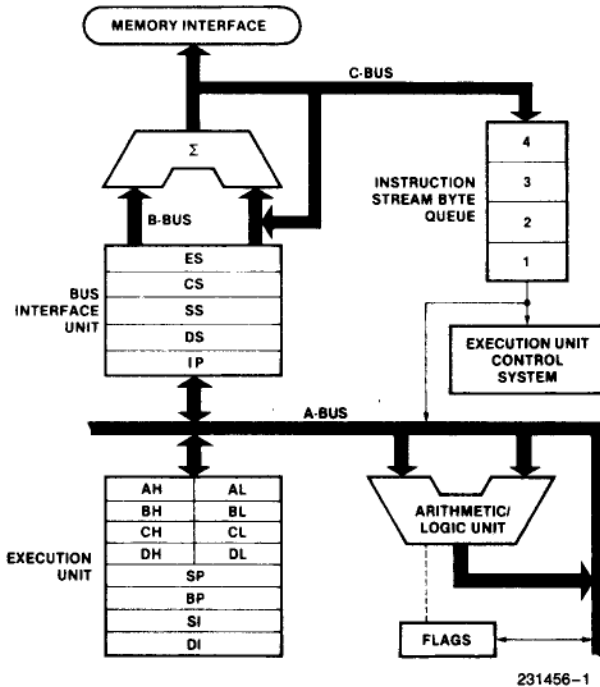 MEMORY INTERFACE
C-BUS
Σ
B-BUS
INSTRUCTION
STREAM BYTE
QUEUE
4
3
2
1
BUS
INTERFACE
UNIT
ES
CS
SS
DS
IP
EXECUTION UNIT
CONTROL
SYSTEM
A-BUS
EXECUTION
UNIT
AH AL
BH BL
CH CL
DH DL
SP
BP
SI
DI
ARITHMETIC/
LOGIC UNIT
FLAGS
231456-1